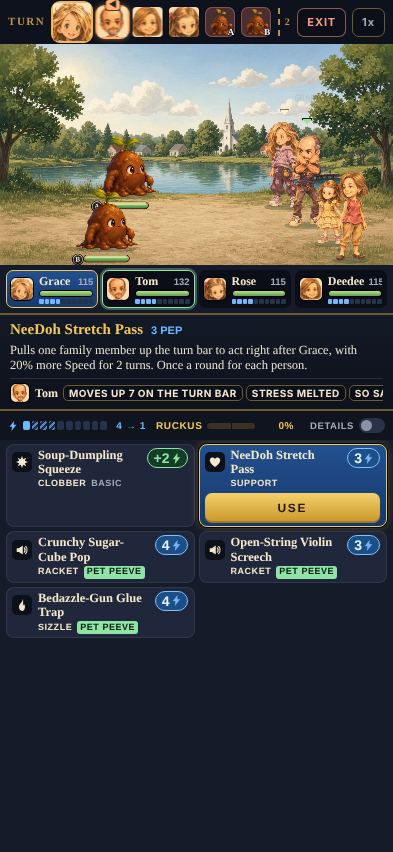 TURN A B 2 EXIT 1x
A
B
Grace 115 Tom 132 Rose 115 Deedee 115
NeeDoh Stretch Pass 3 PEP
Pulls one family member up the turn bar to act right after Grace, with
20% more Speed for 2 turns. Once a round for each person.
Tom MOVES UP 7 ON THE TURN BAR STRESS MELTED
4 → 1 RUCKUS 0% DETAILS
Soup-Dumpling
Squeeze
+2
CLOBBER BASIC
NeeDoh Stretch
Pass
3
SUPPORT
USE
Crunchy Sugar-
Cube Pop
4
RACKET PET PEEVE
Open-String Violin
Screech
3
RACKET PET PEEVE
Bedazzle-Gun Glue
Trap
4
SIZZLE PET PEEVE